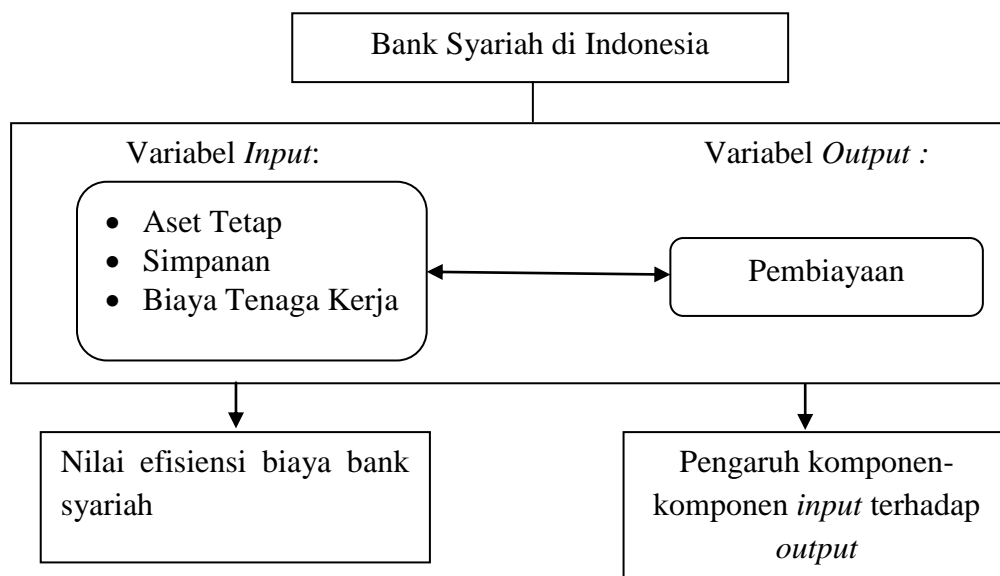 Bank Syariah di Indonesia
Variabel Input:
Variabel Output :
• Aset Tetap
• Simpanan
• Biaya Tenaga Kerja
Pembiayaan
Nilai efisiensi biaya bank
syariah
Pengaruh komponen-
komponen input terhadap
output